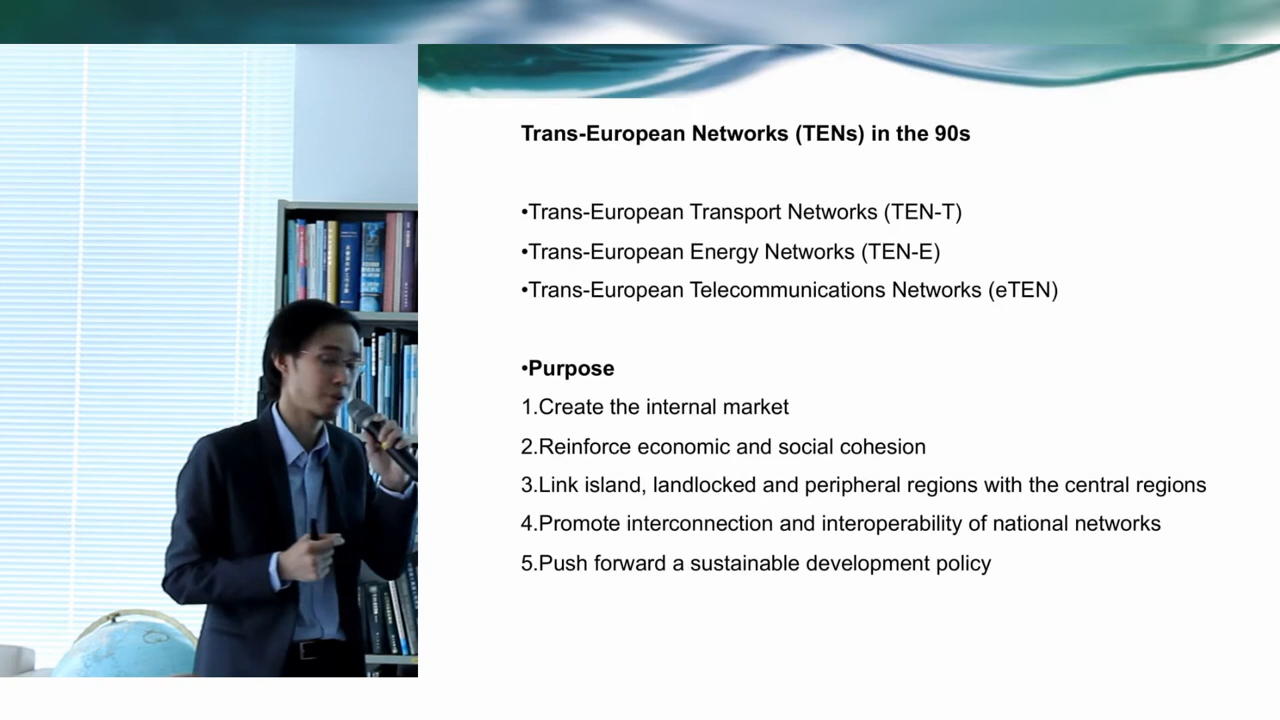 Trans-European Networks (TENs) in the 90s
•Trans-European Transport Networks (TEN-T)
•Trans-European Energy Networks (TEN-E)
•Trans-European Telecommunications Networks (eTEN)
•Purpose
1.Create the internal market
2.Reinforce economic and social cohesion
3.Link island, landlocked and peripheral regions with the central regions
4.Promote interconnection and interoperability of national networks
5.Push forward a sustainable development policy